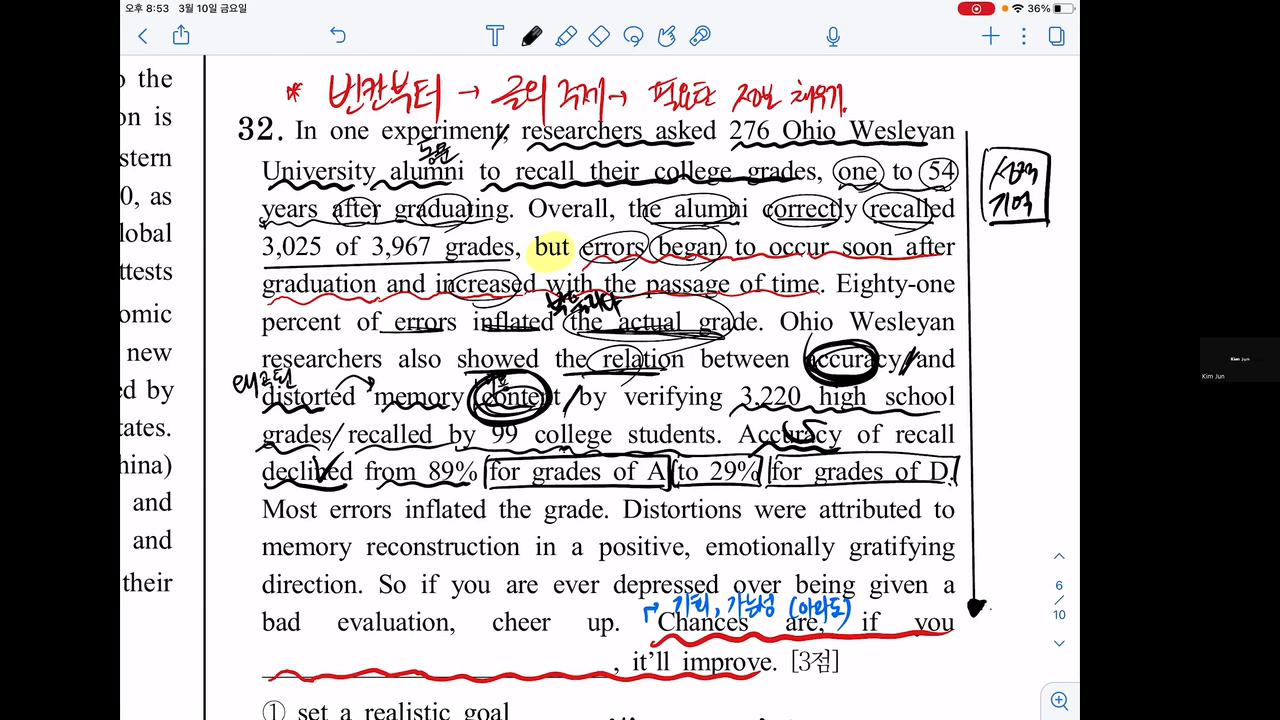 오후 8:53 3월 10일 금요일
36%
* 빈칸부터 → 글의 주제 → 필요한 정보 채우기.
o the
on is
stern
0, as
lobal
ttests
omic
new
ed by
tates.
hina)
and
and
their
32. In one experiment, researchers asked 276 Ohio Wesleyan
동문
University alumni to recall their college grades, one to 54
years after graduating. Overall, the alumni correctly recalled
3,025 of 3,967 grades, but errors began to occur soon after
graduation and increased with the passage of time. Eighty-one
percent of errors inflated the actual grade. Ohio Wesleyan
researchers also showed the relation between accuracy and
왜곡된
distorted memory content, by verifying 3,220 high school
grades recalled by 99 college students. Accuracy of recall
declined from 89% for grades of A to 29% for grades of D.
Most errors inflated the grade. Distortions were attributed to
memory reconstruction in a positive, emotionally gratifying
direction. So if you are ever depressed over being given a
기회, 가능성 (아마도)
bad evaluation, cheer up. Chances are, if you
, it'll improve. [3점]
① set a realistic goal
기억
6
10
Kim Jun
Kim Jun